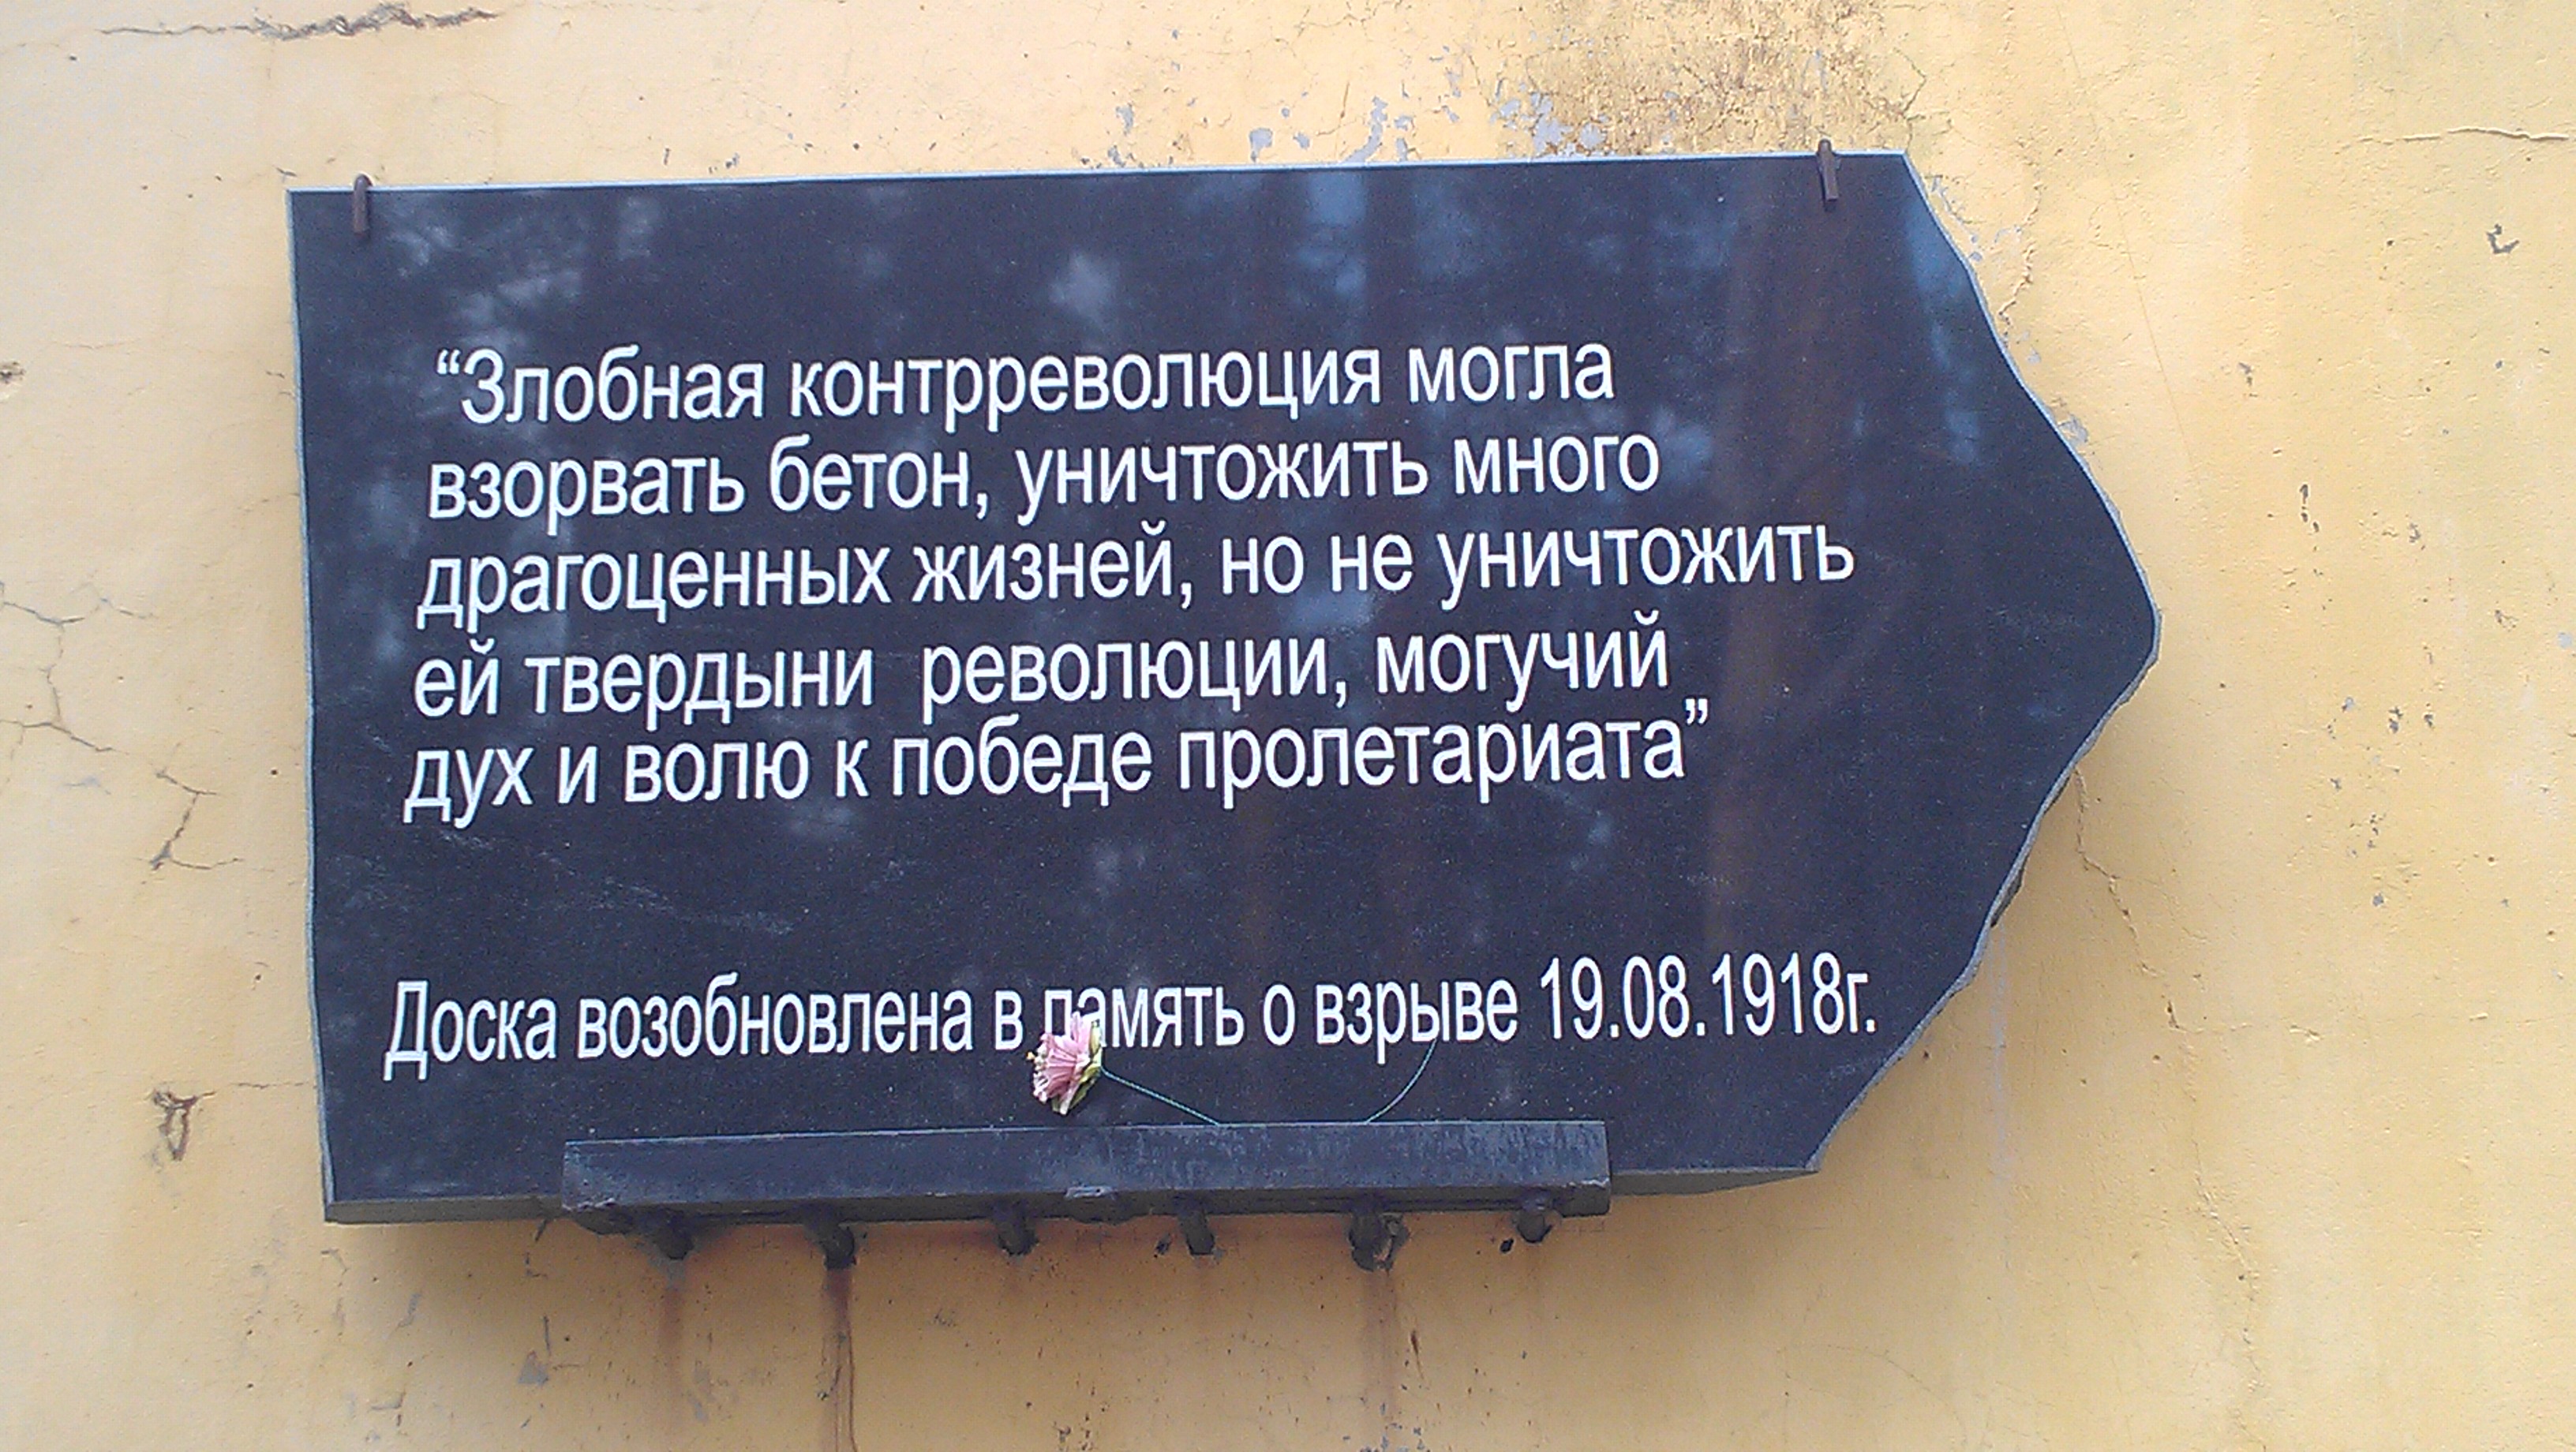 “Злобная контрреволюция могла
взорвать бетон, уничтожить много
драгоценных жизней, но не уничтожить
ей твердыни революции, могучий
дух и волю к победе пролетариата”
Доска возобновлена в память о взрыве 19.08.1918г.